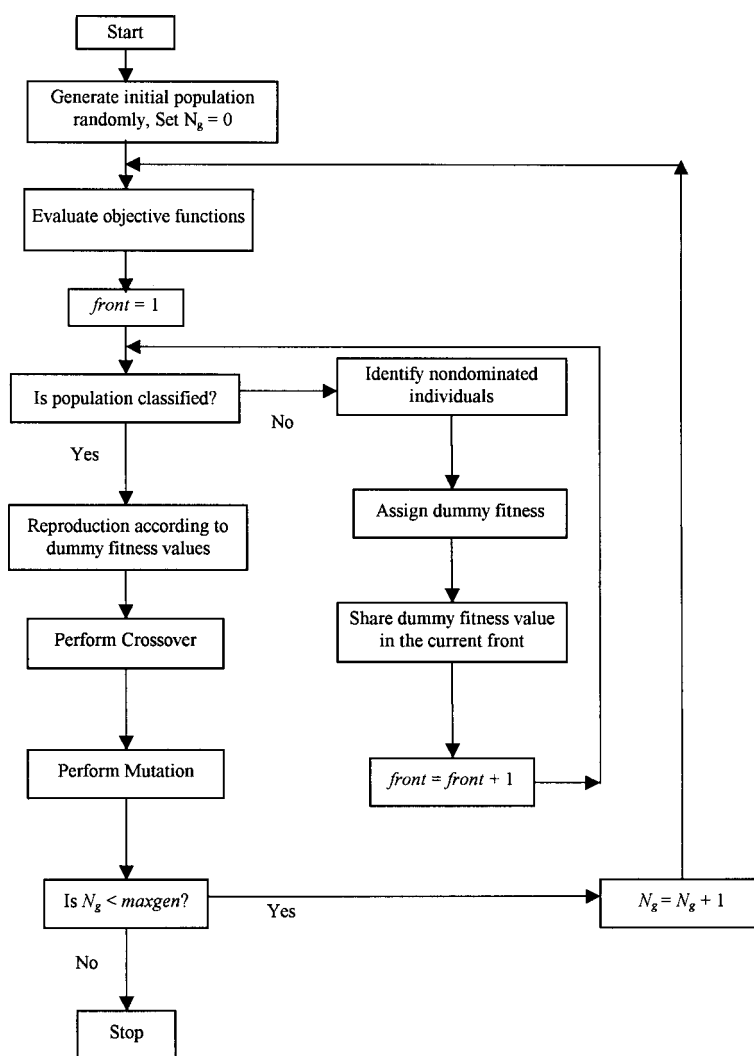 Start
Generate initial population
randomly, Set N_g = 0
Evaluate objective functions
front = 1
Is population classified?
No
Yes
Identify nondominated
individuals
Assign dummy fitness
Share dummy fitness value
in the current front
front = front + 1
Reproduction according to
dummy fitness values
Perform Crossover
Perform Mutation
Is N_g < maxgen?
Yes
N_g = N_g + 1
No
Stop